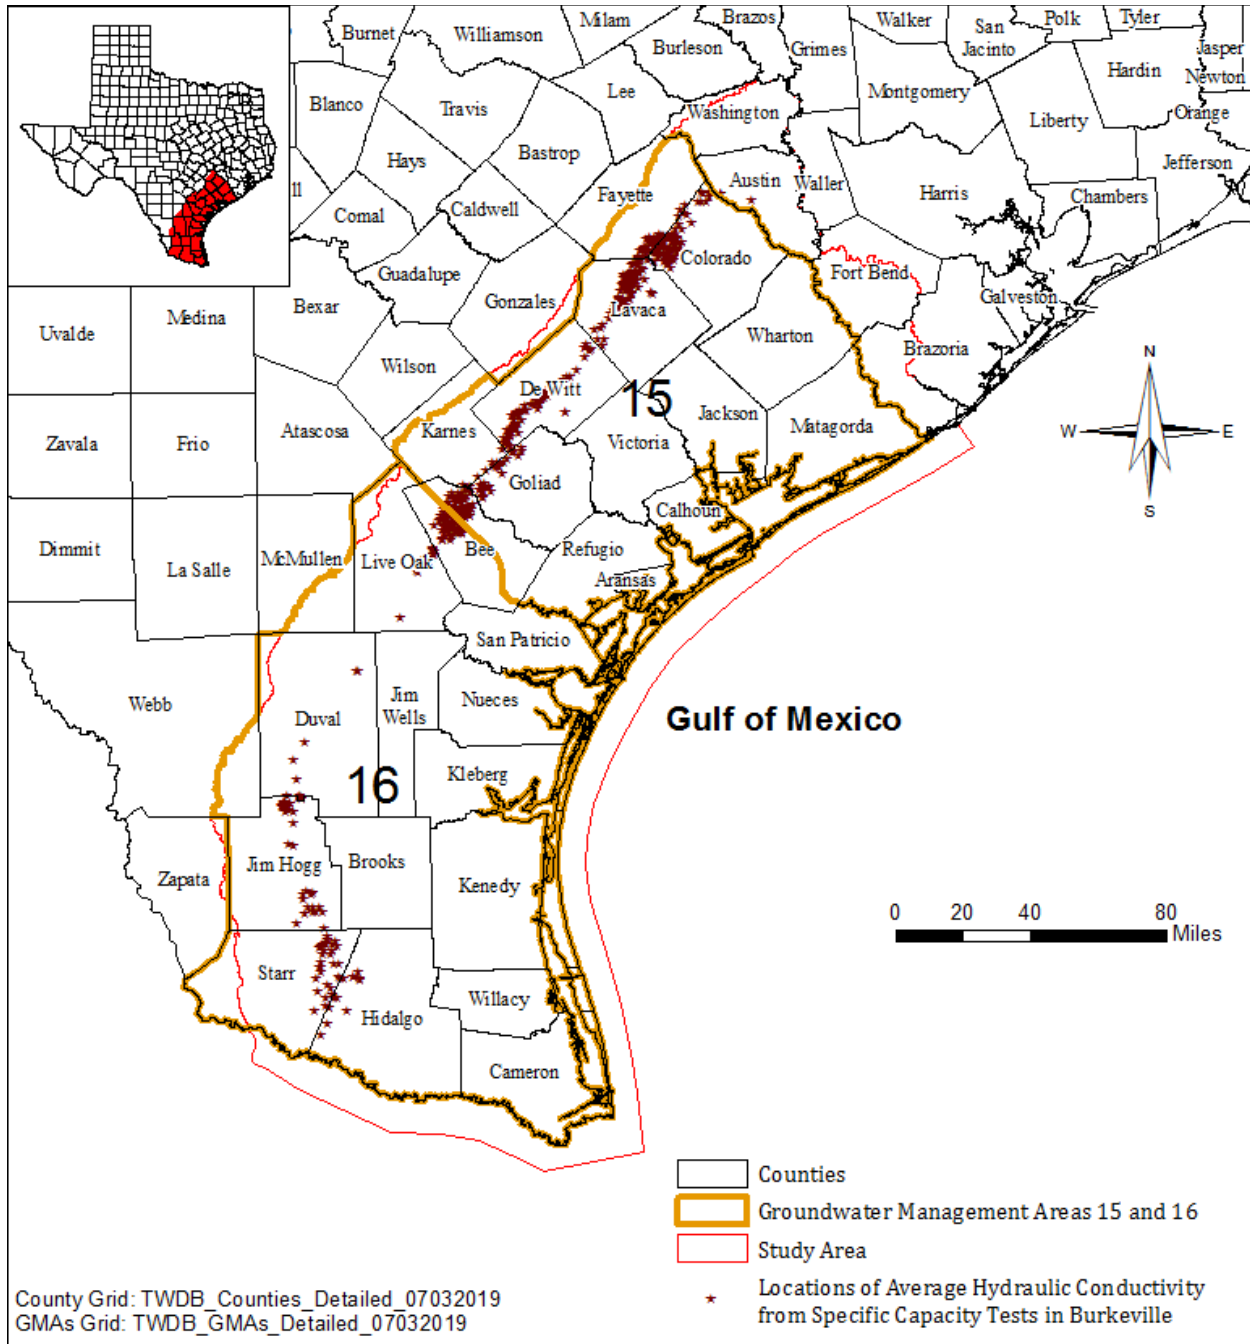 Burnet
Williamson
Milam
Brazos
Walker
San
Jacinto
Polk
Tyler
Jasper
Newton
Burleson
Grimes
Hardin
Blanco
Travis
Lee
Washington
Montgomery
Liberty
Orange
Jefferson
Hays
Bastrop
Fayette
Austin
Waller
Harris
Chambers
ll
Comal
Caldwell
Colorado
Fort Bend
Galveston
Guadalupe
Gonzales
Lavaca
Wharton
Brazoria
Uvalde
Medina
Bexar
Wilson
De Witt
15
Jackson
Matagorda
N
W
E
S
Zavala
Frio
Atascosa
Karnes
Victoria
Goliad
Calhoun
Dimmit
La Salle
McMullen
Live Oak
Bee
Refugio
Aransas
San Patricio
Webb
Duval
Jim
Wells
Nueces
Gulf of Mexico
16
Kleberg
Zapata
Jim Hogg
Brooks
Kenedy
0
20
40
80
Miles
Starr
Hidalgo
Willacy
Cameron
Counties
Groundwater Management Areas 15 and 16
Study Area
Locations of Average Hydraulic Conductivity
from Specific Capacity Tests in Burkeville
County Grid: TWDB_Counties_Detailed_07032019
GMAs Grid: TWDB_GMAs_Detailed_07032019